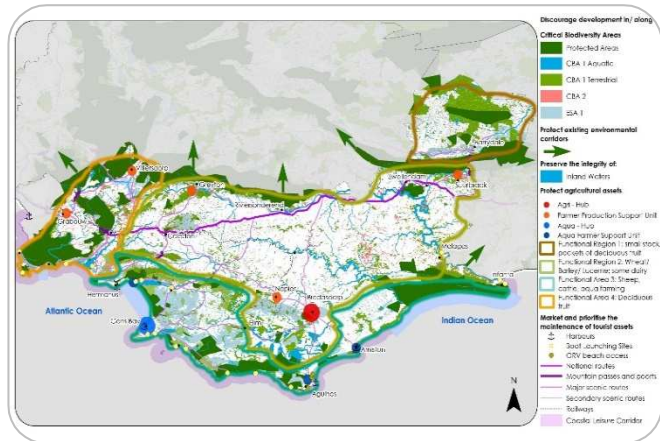 Discourage development in/ along
Critical Biodiversity Areas
Protected Areas
CBA 1 Aquatic
CBA 1 Terrestrial
CBA 2
ESA 1
Protect existing environmental
corridors
Preserve the integrity of:
Inland Waters
Protect agricultural assets
Agri - Hub
Farmer Production Support Unit
Aqua - Hub
Aqua Farmer Support Unit
Functional Region 1: small stock,
pockets of deciduous fruit
Functional Region 2: Wheat/
Barley/ Lucerne; some dairy
Functional Area 3: Sheep,
cattle, aqua farming
Functional Area 4: Deciduous
fruit
Market and prioritise the
maintenance of tourist assets
Harbours
Boat Launching Sites
ORV beach access
National routes
Mountain passes and poorts
Major scenic routes
Secondary scenic routes
Railways
Coastal Leisure Corridor
Barrydale
Villiersdorp
Swellendam
Suurbraak
Greyton
Grabouw
Riviersonderend
Caledon
Malagas
Infanta
Hermanus
Napier
Bredasdorp
Atlantic Ocean
Gans Bay
Elim
Indian Ocean
Arniston
Agulhas
N